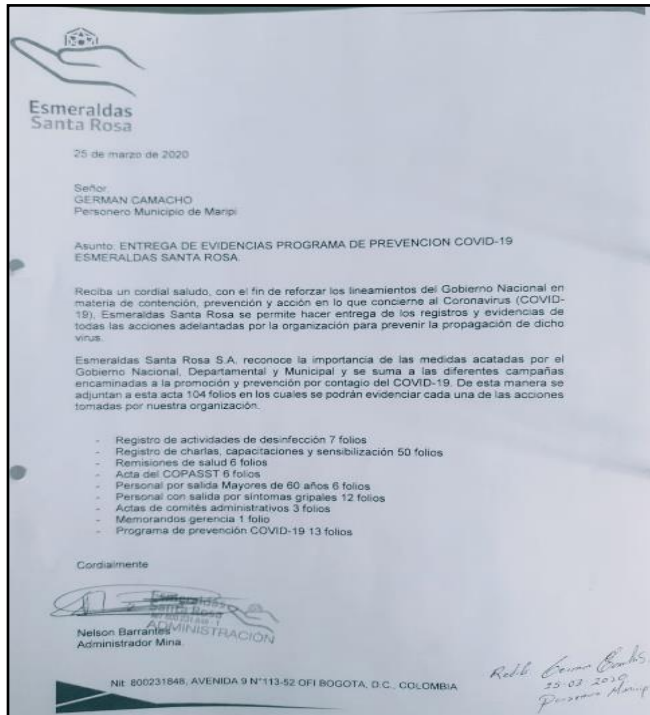 Esmeraldas
Santa Rosa
25 de marzo de 2020
Señor
GERMAN CAMACHO
Personero Municipio de Maripi
Asunto: ENTREGA DE EVIDENCIAS PROGRAMA DE PREVENCION COVID-19
ESMERALDAS SANTA ROSA.
Reciba un cordial saludo, con el fin de reforzar los lineamientos del Gobierno Nacional en
materia de contención, prevención y acción en lo que concierne al Coronavirus (COVID-
19). Esmeraldas Santa Rosa se permite hacer entrega de los registros y evidencias de
todas las acciones adelantadas por la organización para prevenir la propagación de dicho
virus.
Esmeraldas Santa Rosa S.A. reconoce la importancia de las medidas acatadas por el
Gobierno Nacional, Departamental y Municipal y se suma a las diferentes campañas
encaminadas a la promoción y prevención por contagio del COVID-19. De esta manera se
adjuntan a esta acta 104 folios en los cuales se podrán evidenciar cada una de las acciones
tomadas por nuestra organización.
- Registro de actividades de desinfección 7 folios
- Registro de charlas, capacitaciones y sensibilización 50 folios
- Remisiones de salud 6 folios
- Acta del COPASST 6 folios
- Personal por salida Mayores de 60 años 6 folios
- Personal con salida por síntomas gripales 12 folios
- Actas de comités administrativos 3 folios
- Memorandos gerencia 1 folio
- Programa de prevención COVID-19 13 folios
Cordialmente
Esmeraldas
Santa Rosa
ADMINISTRACIÓN
Nelson Barrantes
Administrador Mina.
Nit: 800231848, AVENIDA 9 N°113-52 OFI BOGOTA, D.C., COLOMBIA
25-03-2020